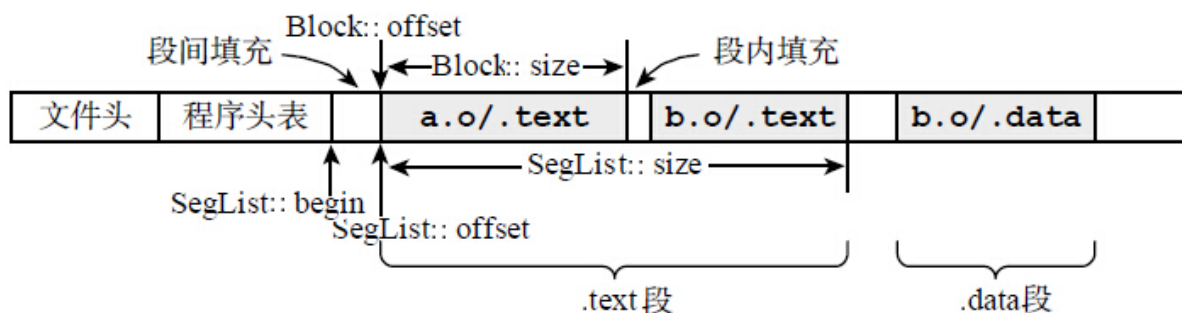 Block:: offset
段间填充
Block:: size
段内填充
文件头
程序头表
a.o/.text
b.o/.text
b.o/.data
SegList:: size
SegList:: begin
SegList:: offset
.text段
.data段